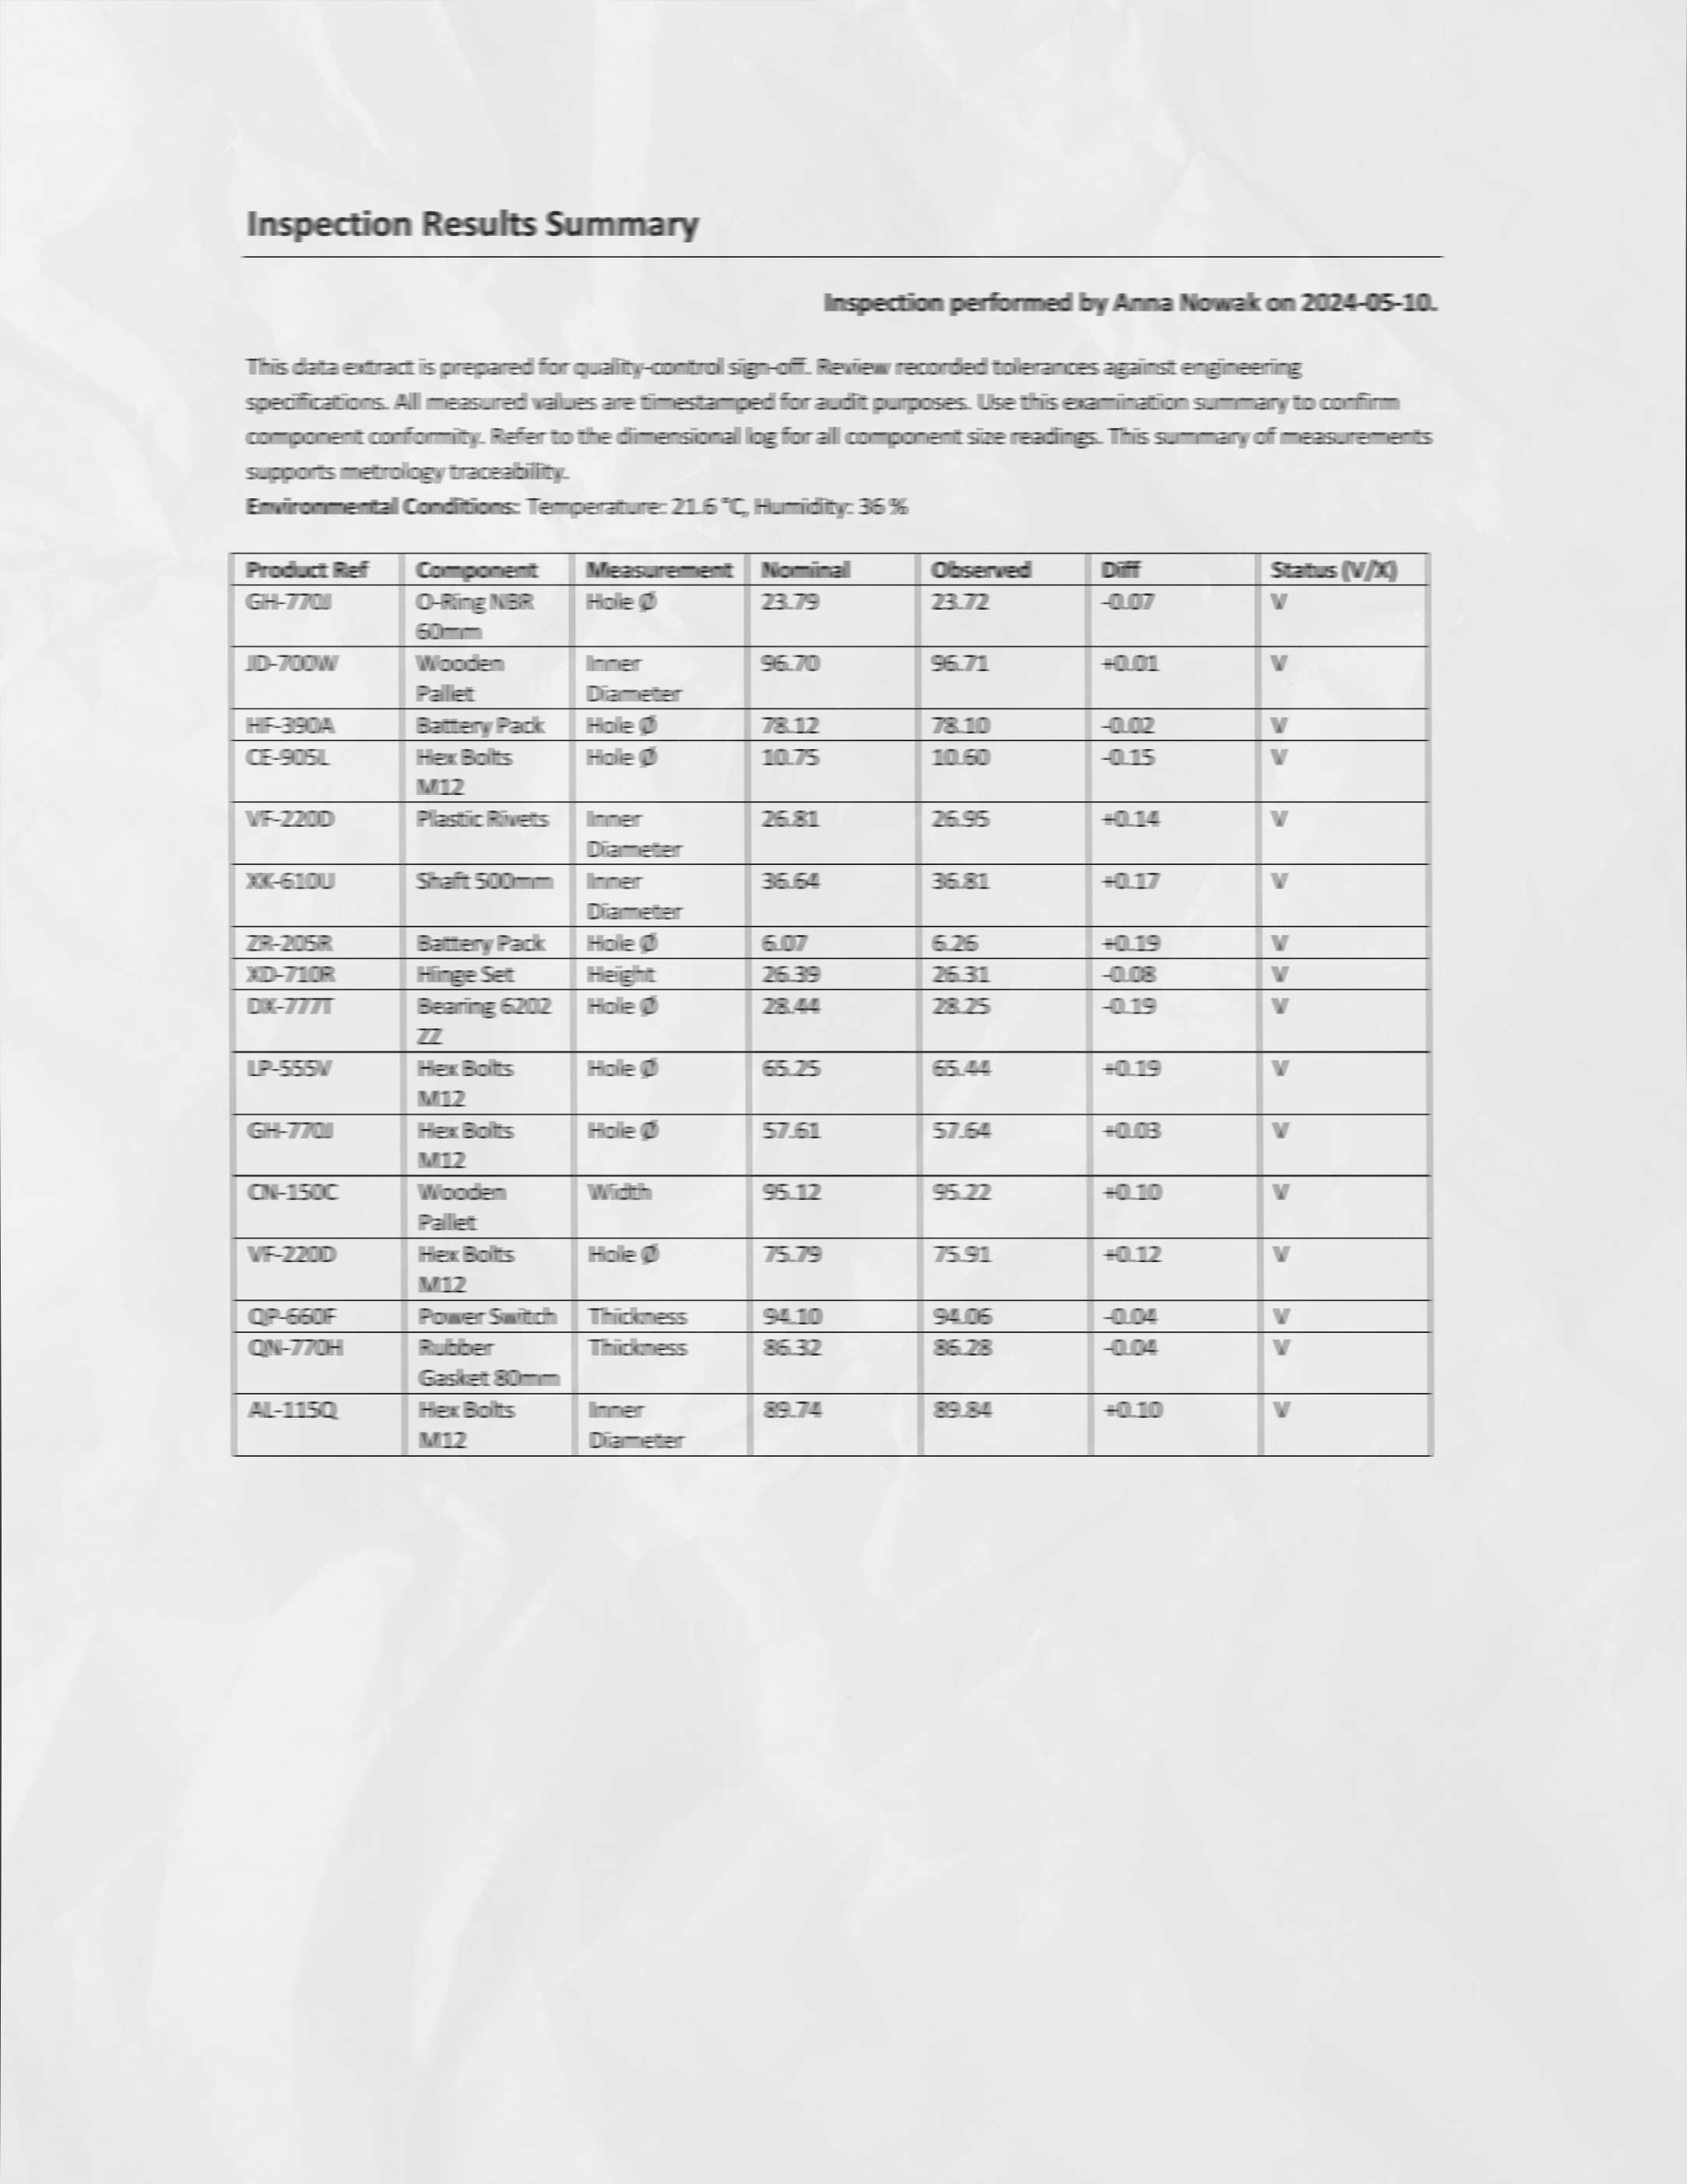 Inspection Results Summary
Inspection performed by Anna Nowak on 2024-05-10.
This data extract is prepared for quality-control sign-off. Review recorded tolerances against engineering
specifications. All measured values are timestamped for audit purposes. Use this examination summary to confirm
component conformity. Refer to the dimensional log for all component size readings. This summary of measurements
supports metrology traceability.
Environmental Conditions: Temperature: 21.6 °C, Humidity: 36 %
Product Ref Component Measurement Nominal Observed Diff Status (V/X)
GH-770J O-Ring NBR Hole Ø 23.79 23.72 -0.07 V
60mm
JD-700W Wooden Inner 96.70 96.71 +0.01 V
Pallet Diameter
HF-390A Battery Pack Hole Ø 78.12 78.10 -0.02 V
CE-905L Hex Bolts Hole Ø 10.75 10.60 -0.15 V
M12
VF-220D Plastic Rivets Inner 26.81 26.95 +0.14 V
Diameter
XK-610U Shaft 500mm Inner 36.64 36.81 +0.17 V
Diameter
ZR-205R Battery Pack Hole Ø 6.07 6.26 +0.19 V
XD-710R Hinge Set Height 26.39 26.31 -0.08 V
DX-777T Bearing 6202 Hole Ø 28.44 28.25 -0.19 V
ZZ
LP-555V Hex Bolts Hole Ø 65.25 65.44 +0.19 V
M12
GH-770J Hex Bolts Hole Ø 57.61 57.64 +0.03 V
M12
CN-150C Wooden Width 95.12 95.22 +0.10 V
Pallet
VF-220D Hex Bolts Hole Ø 75.79 75.91 +0.12 V
M12
QP-660F Power Switch Thickness 94.10 94.06 -0.04 V
QN-770H Rubber Thickness 86.32 86.28 -0.04 V
Gasket 80mm
AL-115Q Hex Bolts Inner 89.74 89.84 +0.10 V
M12 Diameter